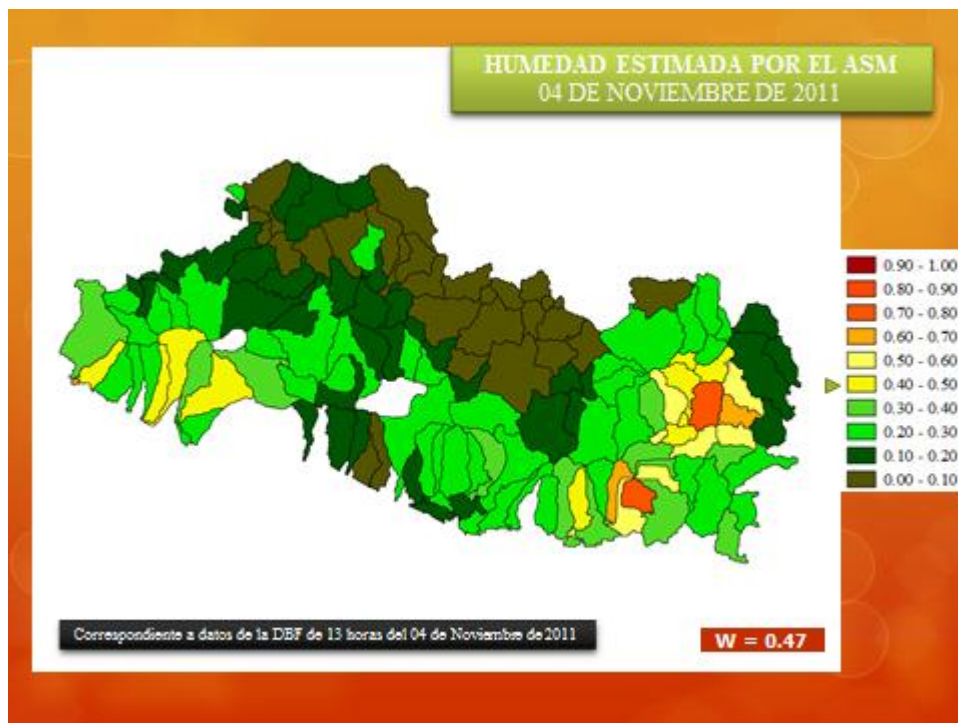 HUMEDAD ESTIMADA POR EL ASM
04 DE NOVIEMBRE DE 2011
0.90 - 1.00
0.80 - 0.90
0.70 - 0.80
0.60 - 0.70
0.50 - 0.60
0.40 - 0.50
0.30 - 0.40
0.20 - 0.30
0.10 - 0.20
0.00 - 0.10
Correspondiente a datos de la DBF de 13 horas del 04 de Noviembre de 2011
W = 0.47